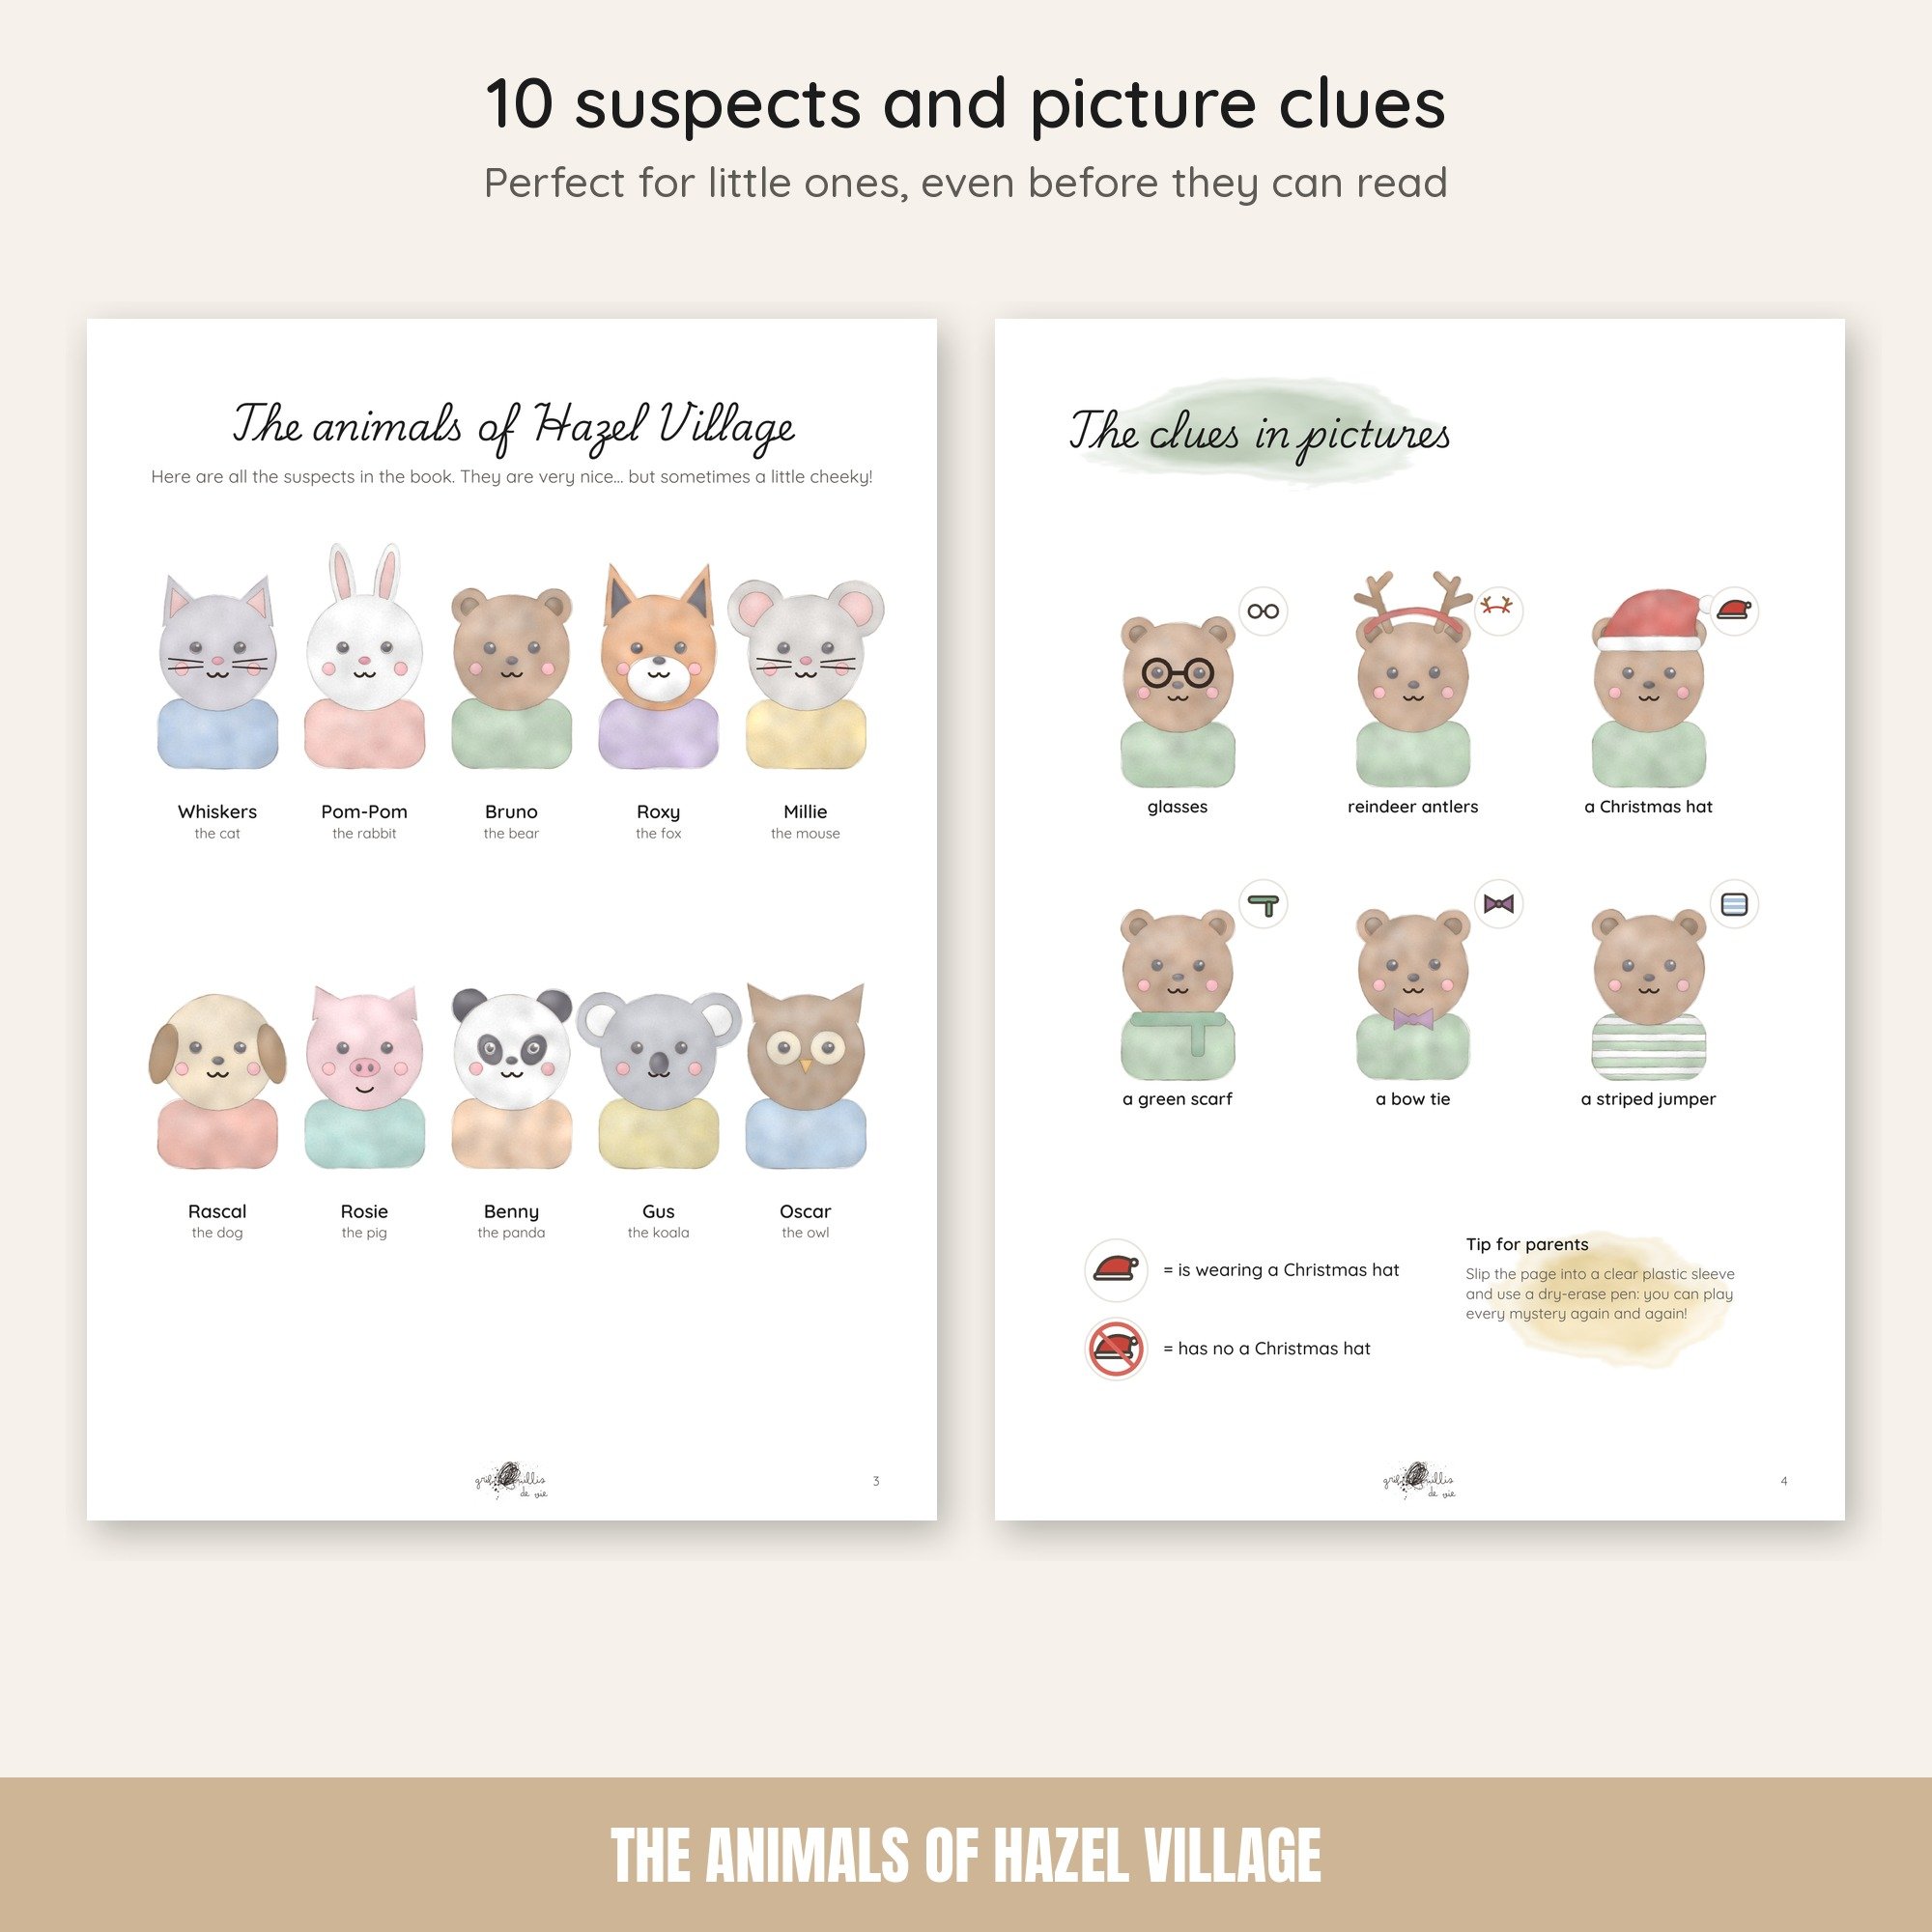 10 suspects and picture clues
Perfect for little ones, even before they can read
The animals of Hazel Village
Here are all the suspects in the book. They are very nice... but sometimes a little cheeky!
Whiskers
the cat
Pom-Pom
the rabbit
Bruno
the bear
Roxy
the fox
Millie
the mouse
Rascal
the dog
Rosie
the pig
Benny
the panda
Gus
the koala
Oscar
the owl
3
The clues in pictures
glasses
reindeer antlers
a Christmas hat
a green scarf
a bow tie
a striped jumper
= is wearing a Christmas hat
= has no a Christmas hat
Tip for parents
Slip the page into a clear plastic sleeve
and use a dry-erase pen: you can play
every mystery again and again!
de vie
4
THE ANIMALS OF HAZEL VILLAGE